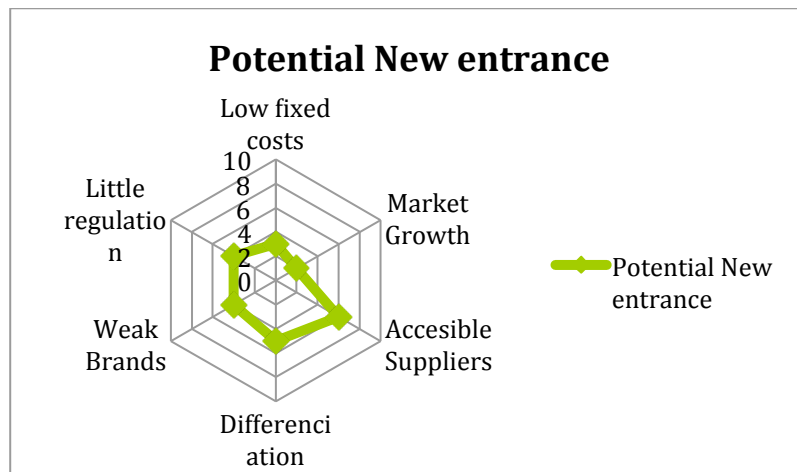 Potential New entrance
Low fixed
costs
10
8
6
4
2
0
Market
Growth
Accesible
Suppliers
Differenci
ation
Weak
Brands
Little
regulatio
n
Potential New
entrance